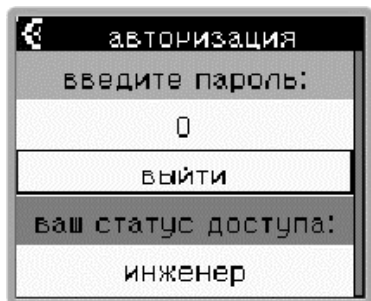 авторизация
введите пароль:
0
выйти
ваш статус доступа:
инженер